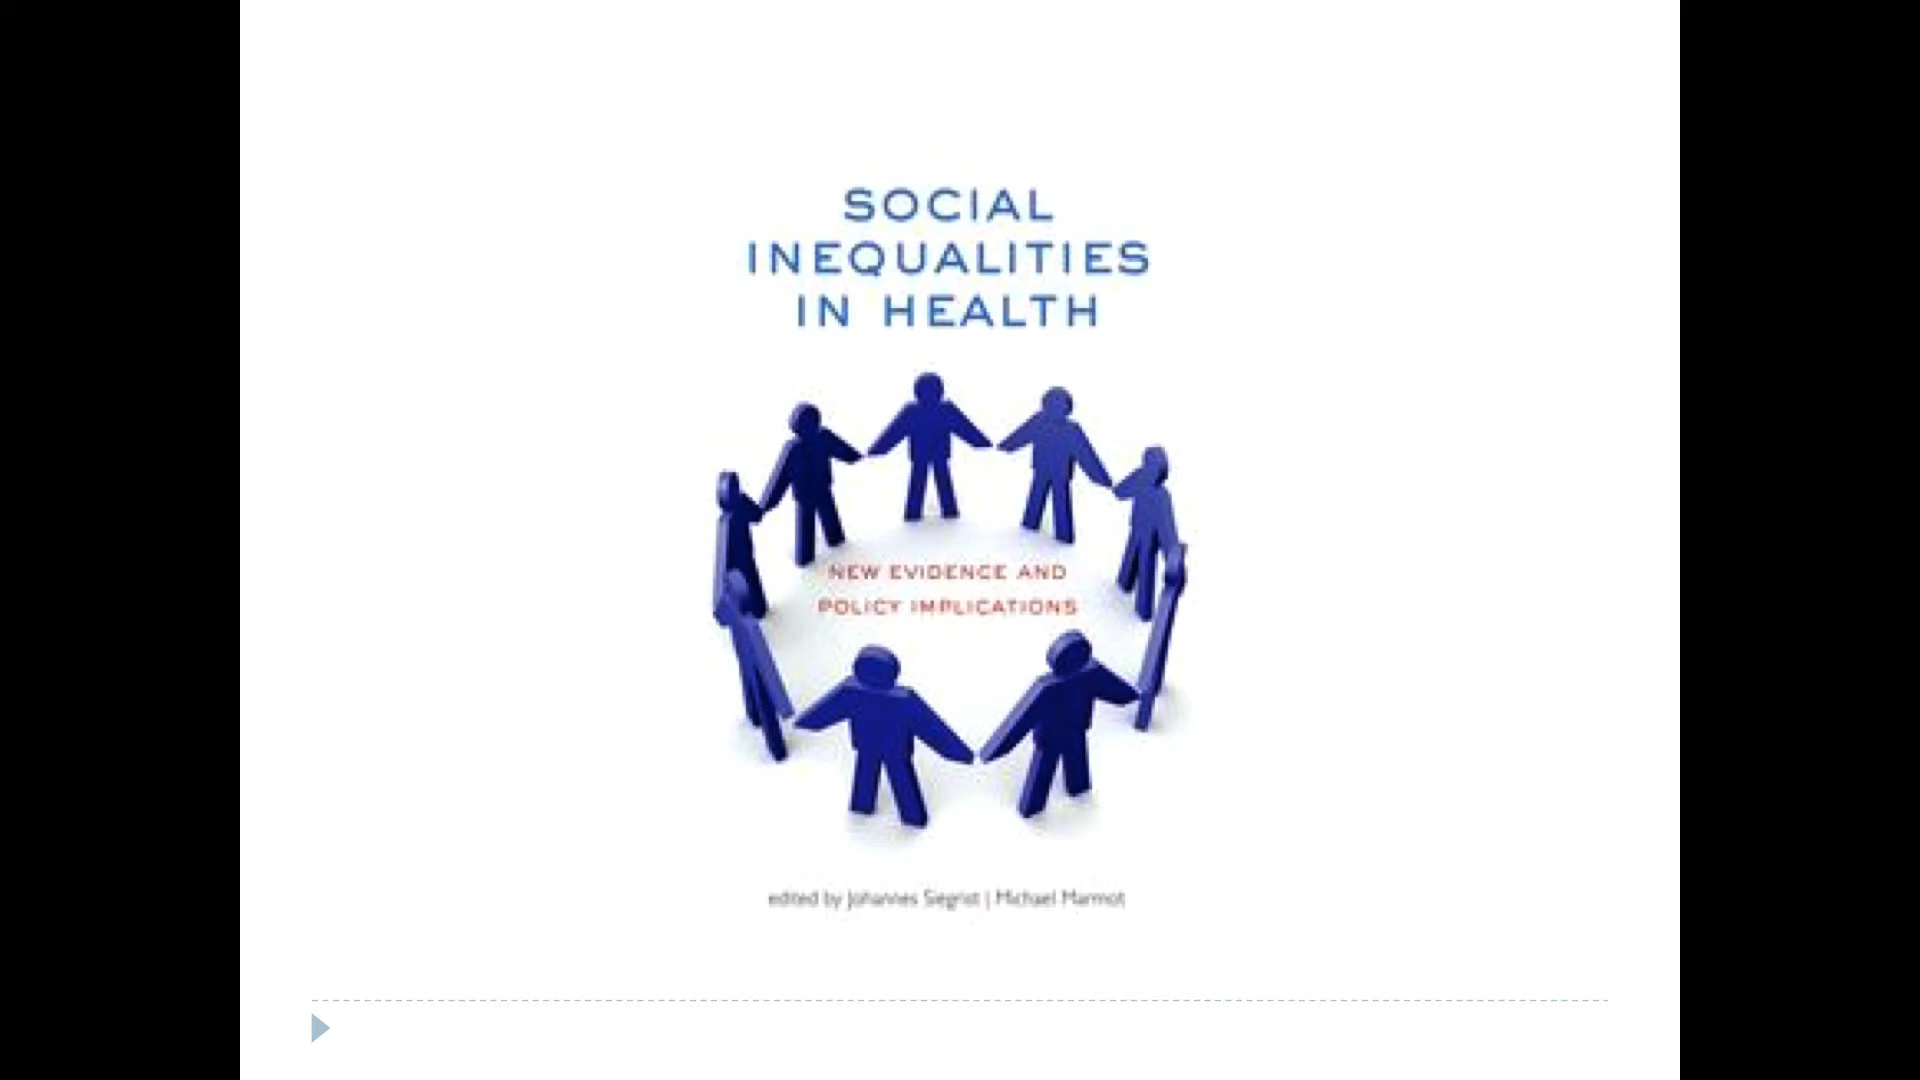 SOCIAL
INEQUALITIES
IN HEALTH
NEW EVIDENCE AND
POLICY IMPLICATIONS
edited by Johannes Siegrist | Michael Marmot